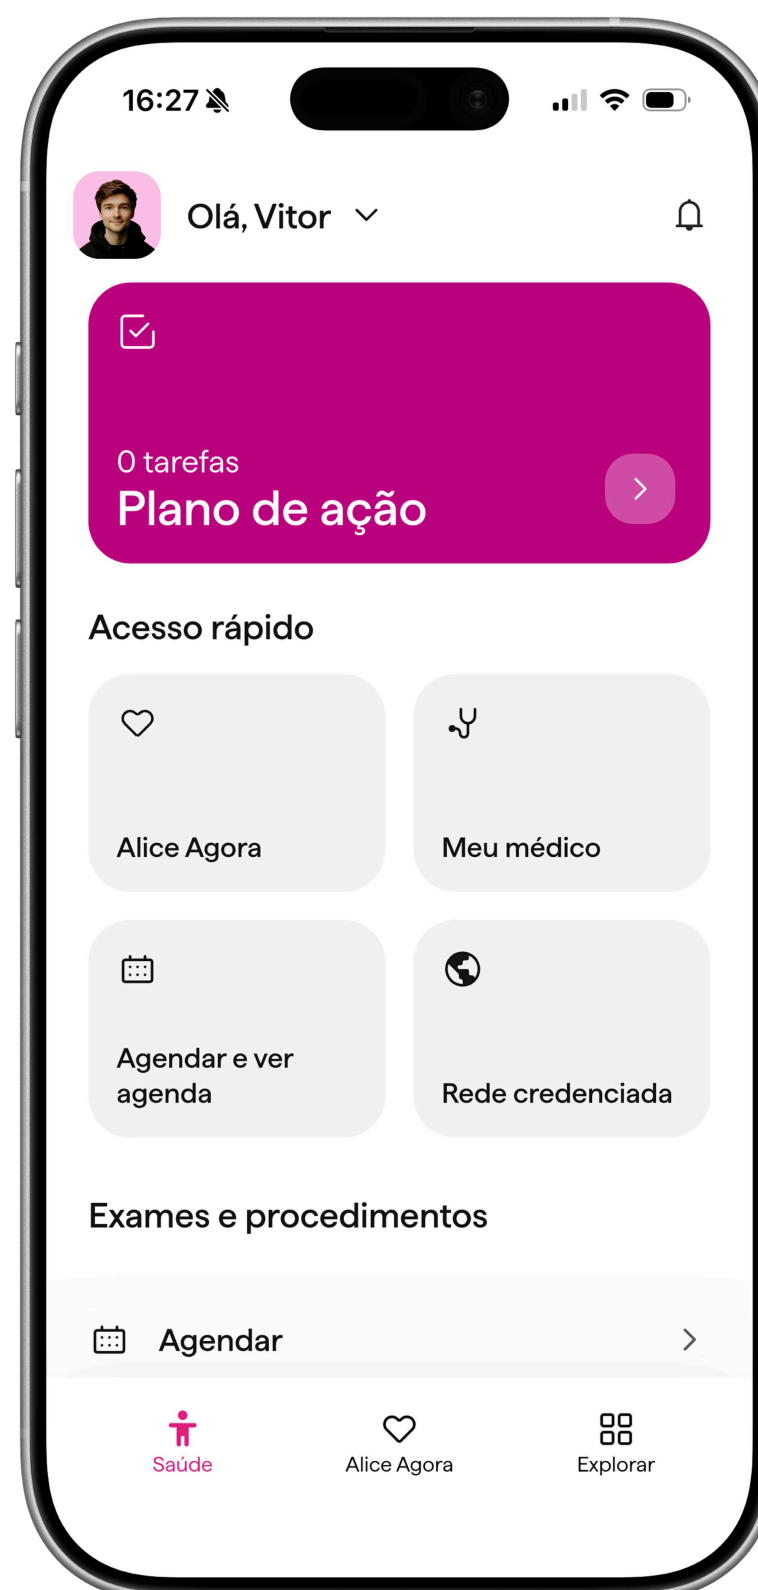 16:27
Olá, Vitor
0 tarefas
Plano de ação
Acesso rápido
Alice Agora
Meu médico
Agendar e ver
agenda
Rede credenciada
Exames e procedimentos
Agendar
Saúde
Alice Agora
Explorar